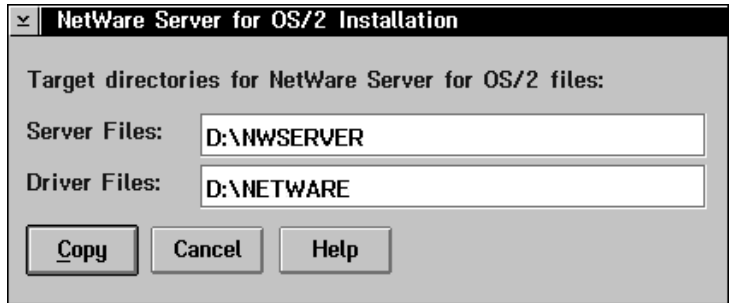 NetWare Server for OS/2 Installation
Target directories for NetWare Server for OS/2 files:
Server Files: D:\NWSERVER
Driver Files: D:\NETWARE
Copy Cancel Help